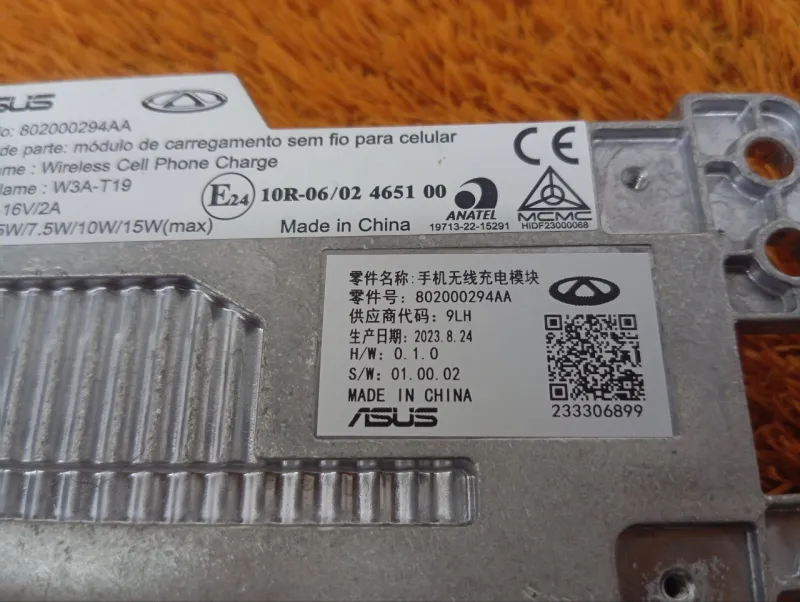 SUS
o: 802000294AA
de parte: módulo de carregamento sem fio para celular
ame : Wireless Cell Phone Charge
lame : W3A-T19
-16V/2A
5W/7.5W/10W/15W(max)
E24 10R-06/02 4651 00
Made in China
ANATEL
19713-22-15291
CE
MCMC
HIDF23000068
零件名称:手机无线充电模块
零件号: 802000294AA
供应商代码: 9LH
生产日期: 2023.8.24
H/W: 0.1.0
S/W: 01.00.02
MADE IN CHINA
ASUS
233306899